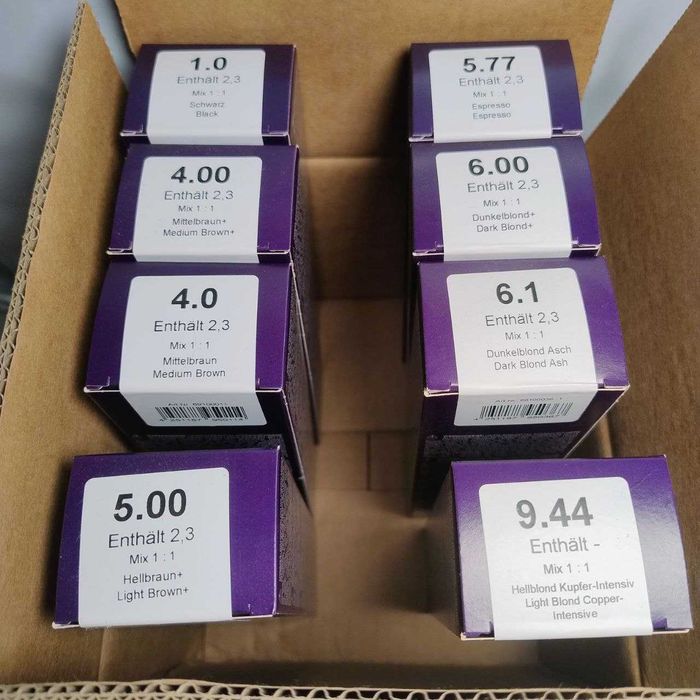 1.0
Enthält 2,3
Mix 1 : 1
Schwarz
Black
4.00
Enthält 2,3
Mix 1 : 1
Mittelbraun+
Medium Brown+
4.0
Enthält 2,3
Mix 1 : 1
Mittelbraun
Medium Brown
5.00
Enthält 2,3
Mix 1 : 1
Hellbraun+
Light Brown+
5.77
Enthält 2,3
Mix 1 : 1
Espresso
Espresso
6.00
Enthält 2,3
Mix 1 : 1
Dunkelblond+
Dark Blond+
6.1
Enthält 2,3
Mix 1 : 1
Dunkelblond Asch
Dark Blond Ash
9.44
Enthält -
Mix 1 : 1
Hellblond Kupfer-Intensiv
Light Blond Copper-
Intensive